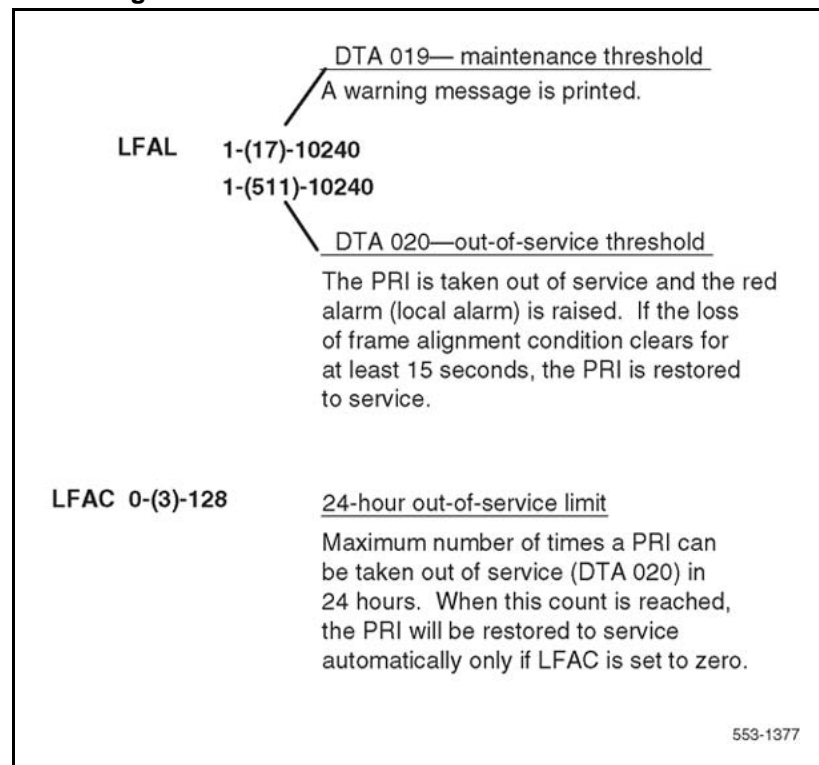 DTA 019— maintenance threshold
A warning message is printed.
LFAL 1-(17)-10240
1-(511)-10240
DTA 020—out-of-service threshold
The PRI is taken out of service and the red
alarm (local alarm) is raised. If the loss
of frame alignment condition clears for
at least 15 seconds, the PRI is restored
to service.
LFAC 0-(3)-128 24-hour out-of-service limit
Maximum number of times a PRI can
be taken out of service (DTA 020) in
24 hours. When this count is reached,
the PRI will be restored to service
automatically only if LFAC is set to zero.
553-1377